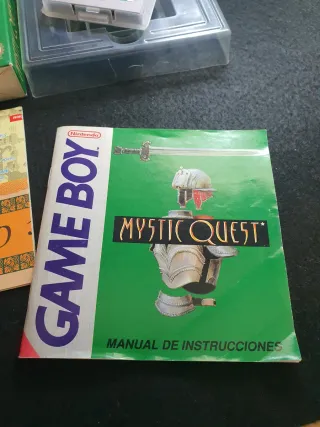 Nintendo
GAME BOY
MYSTIC QUEST
MANUAL DE INSTRUCCIONES